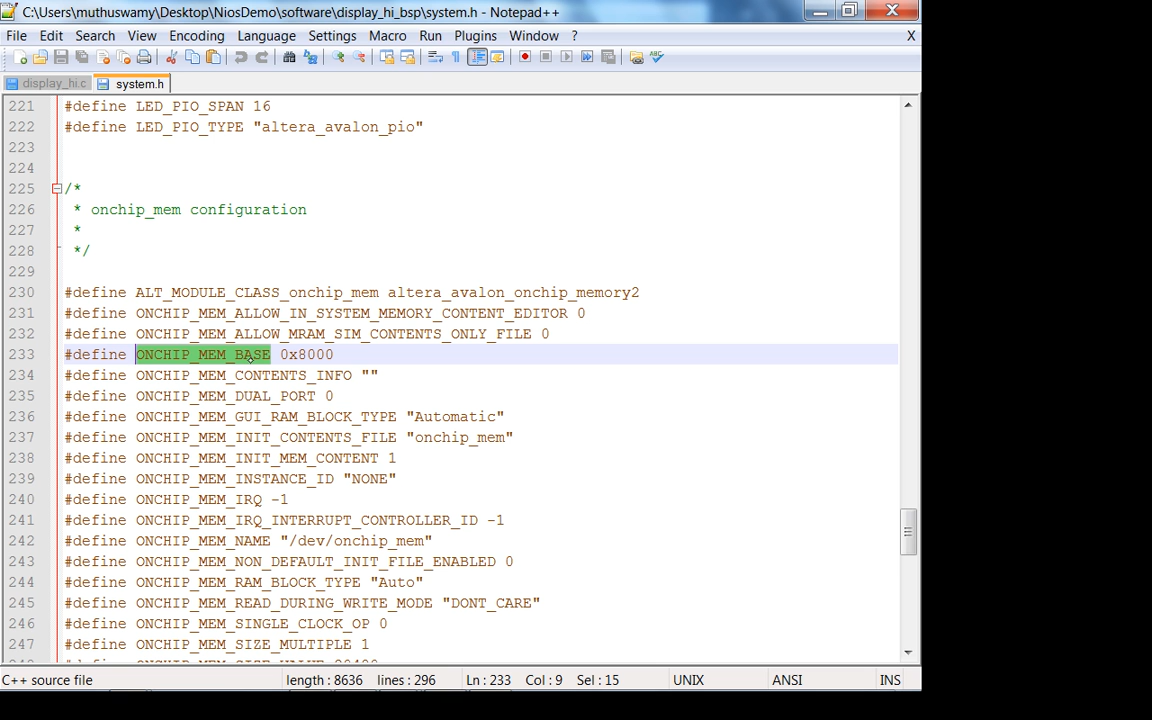 C:\Users\muthuswamy\Desktop\NiosDemo\software\display_hi_bsp\system.h - Notepad++
File Edit Search View Encoding Language Settings Macro Run Plugins Window ? X
display_hi.c system.h
221 #define LED_PIO_SPAN 16
222 #define LED_PIO_TYPE "altera_avalon_pio"
223
224
225 /*
226 * onchip_mem configuration
227 *
228 */
229
230 #define ALT_MODULE_CLASS_onchip_mem altera_avalon_onchip_memory2
231 #define ONCHIP_MEM_ALLOW_IN_SYSTEM_MEMORY_CONTENT_EDITOR 0
232 #define ONCHIP_MEM_ALLOW_MRAM_SIM_CONTENTS_ONLY_FILE 0
233 #define ONCHIP_MEM_BASE 0x8000
234 #define ONCHIP_MEM_CONTENTS_INFO ""
235 #define ONCHIP_MEM_DUAL_PORT 0
236 #define ONCHIP_MEM_GUI_RAM_BLOCK_TYPE "Automatic"
237 #define ONCHIP_MEM_INIT_CONTENTS_FILE "onchip_mem"
238 #define ONCHIP_MEM_INIT_MEM_CONTENT 1
239 #define ONCHIP_MEM_INSTANCE_ID "NONE"
240 #define ONCHIP_MEM_IRQ -1
241 #define ONCHIP_MEM_IRQ_INTERRUPT_CONTROLLER_ID -1
242 #define ONCHIP_MEM_NAME "/dev/onchip_mem"
243 #define ONCHIP_MEM_NON_DEFAULT_INIT_FILE_ENABLED 0
244 #define ONCHIP_MEM_RAM_BLOCK_TYPE "Auto"
245 #define ONCHIP_MEM_READ_DURING_WRITE_MODE "DONT_CARE"
246 #define ONCHIP_MEM_SINGLE_CLOCK_OP 0
247 #define ONCHIP_MEM_SIZE_MULTIPLE 1
C++ source file length : 8636 lines : 296 Ln : 233 Col : 9 Sel : 15 UNIX ANSI INS